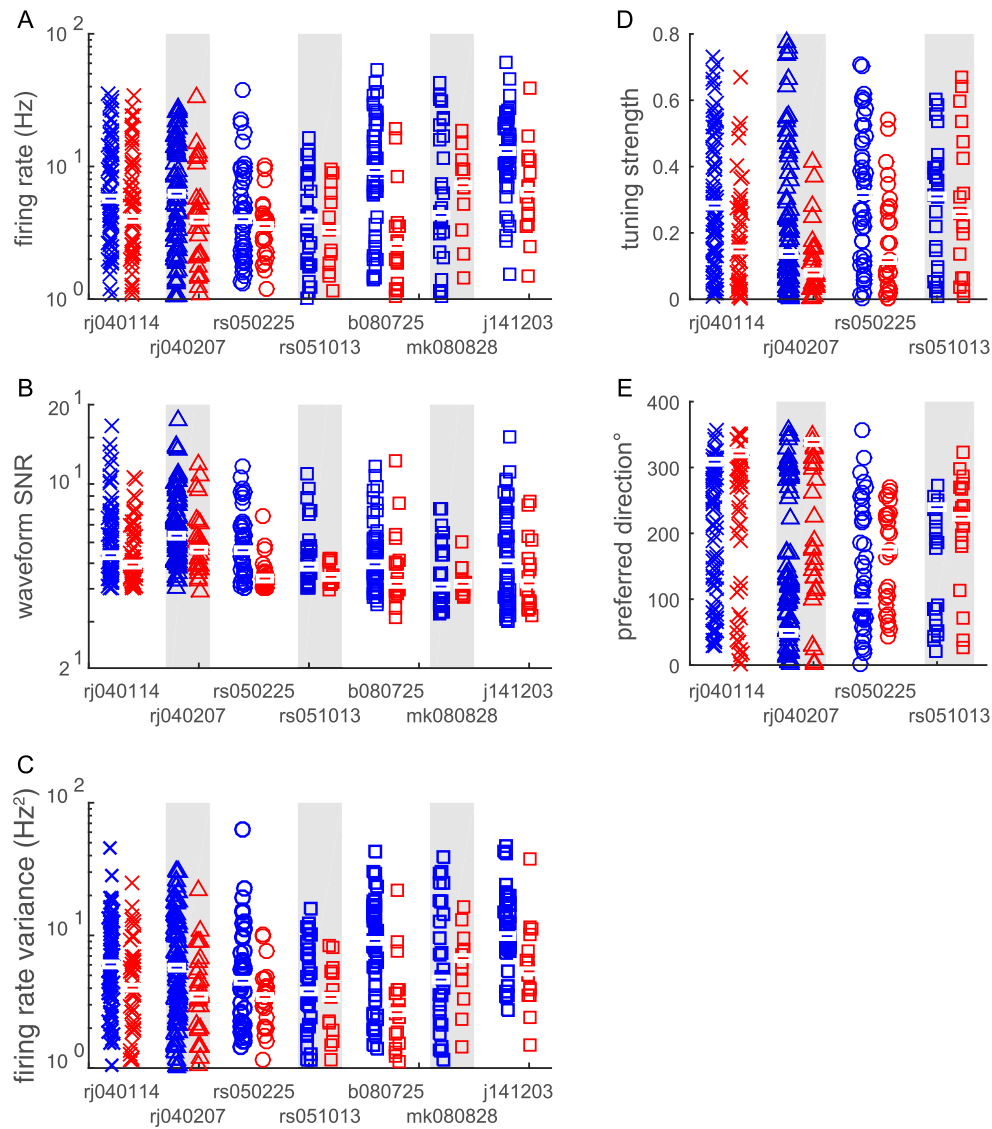 A
firing rate (Hz)
10 2
10 1
10 0
rj040114 rs050225 b080725 j141203
rj040207 rs051013 mk080828
B
waveform SNR
20 1
10 1
2 1
rj040114 rs050225 b080725 j141203
rj040207 rs051013 mk080828
C
firing rate variance (Hz²)
10 2
10 1
10 0
rj040114 rs050225 b080725 j141203
rj040207 rs051013 mk080828
D
tuning strength
0.8
0.6
0.4
0.2
0
rj040114 rs050225
rj040207 rs051013
E
preferred direction°
400
300
200
100
0
rj040114 rs050225
rj040207 rs051013